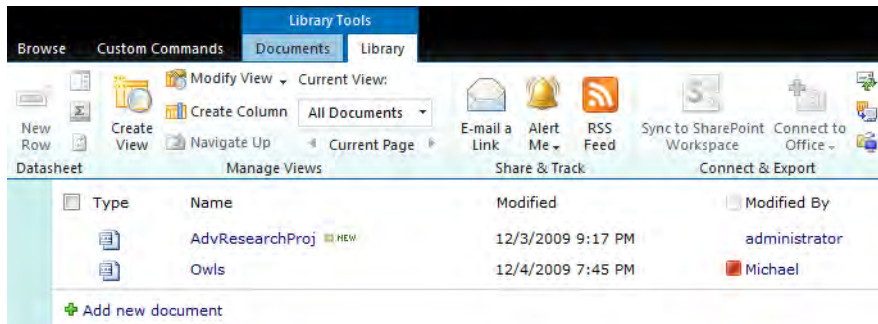 Library Tools
Browse Custom Commands Documents Library
Modify View Current View:
Create Column All Documents
New Row Create View Navigate Up Current Page E-mail a Link Alert Me RSS Feed Sync to SharePoint Workspace Connect to Office
Datasheet Manage Views Share & Track Connect & Export
Type Name Modified Modified By
AdvResearchProj NEW 12/3/2009 9:17 PM administrator
Owls 12/4/2009 7:45 PM Michael
Add new document